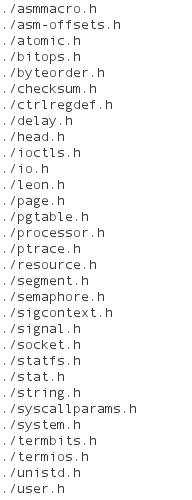 ./asmmacro.h
./asm-offsets.h
./atomic.h
./bitops.h
./byteorder.h
./checksum.h
./ctrlregdef.h
./delay.h
./head.h
./ioctls.h
./io.h
./leon.h
./page.h
./pgtable.h
./processor.h
./ptrace.h
./resource.h
./segment.h
./semaphore.h
./sigcontext.h
./signal.h
./socket.h
./statfs.h
./stat.h
./string.h
./syscallparams.h
./system.h
./termbits.h
./termios.h
./unistd.h
./user.h